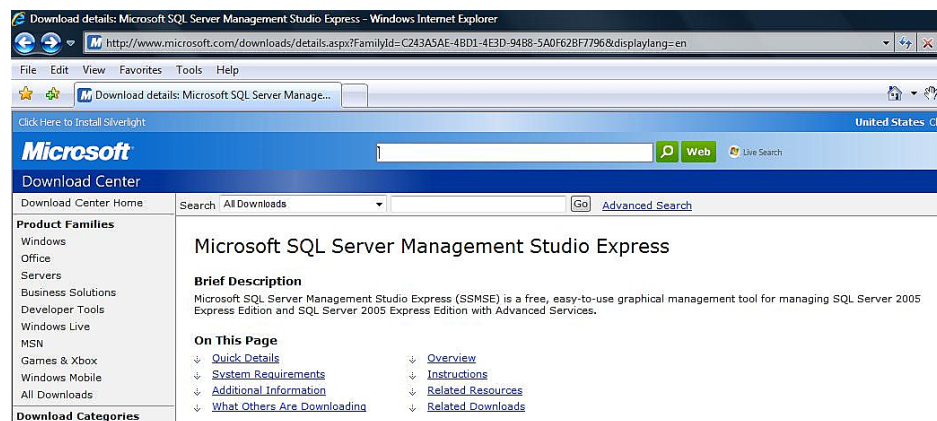 Download details: Microsoft SQL Server Management Studio Express - Windows Internet Explorer
http://www.microsoft.com/downloads/details.aspx?FamilyId=C243A5AE-4BD1-4E3D-94B8-5A0F62BF7796&displaylang=en
File Edit View Favorites Tools Help
Download details: Microsoft SQL Server Manage...
Click Here to Install Silverlight United States
Microsoft Web Live Search
Download Center
Download Center Home Search All Downloads Go Advanced Search
Product Families
Windows
Office
Servers
Business Solutions
Developer Tools
Windows Live
MSN
Games & Xbox
Windows Mobile
All Downloads
Download Categories
Microsoft SQL Server Management Studio Express
Brief Description
Microsoft SQL Server Management Studio Express (SSMSE) is a free, easy-to-use graphical management tool for managing SQL Server 2005
Express Edition and SQL Server 2005 Express Edition with Advanced Services.
On This Page
Quick Details Overview
System Requirements Instructions
Additional Information Related Resources
What Others Are Downloading Related Downloads